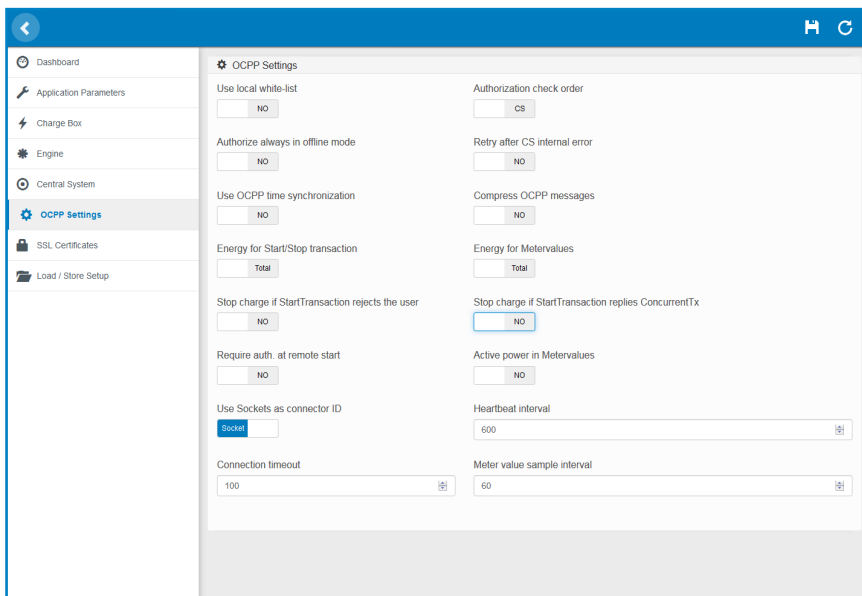 Dashboard
Application Parameters
Charge Box
Engine
Central System
OCPP Settings
SSL Certificates
Load / Store Setup
OCPP Settings
Use local white-list
NO
Authorization check order
CS
Authorize always in offline mode
NO
Retry after CS internal error
NO
Use OCPP time synchronization
NO
Compress OCPP messages
NO
Energy for Start/Stop transaction
Total
Energy for Metervalues
Total
Stop charge if StartTransaction rejects the user
NO
Stop charge if StartTransaction replies ConcurrentTx
NO
Require auth. at remote start
NO
Active power in Metervalues
NO
Use Sockets as connector ID
Socket
Heartbeat interval
600
Connection timeout
100
Meter value sample interval
60